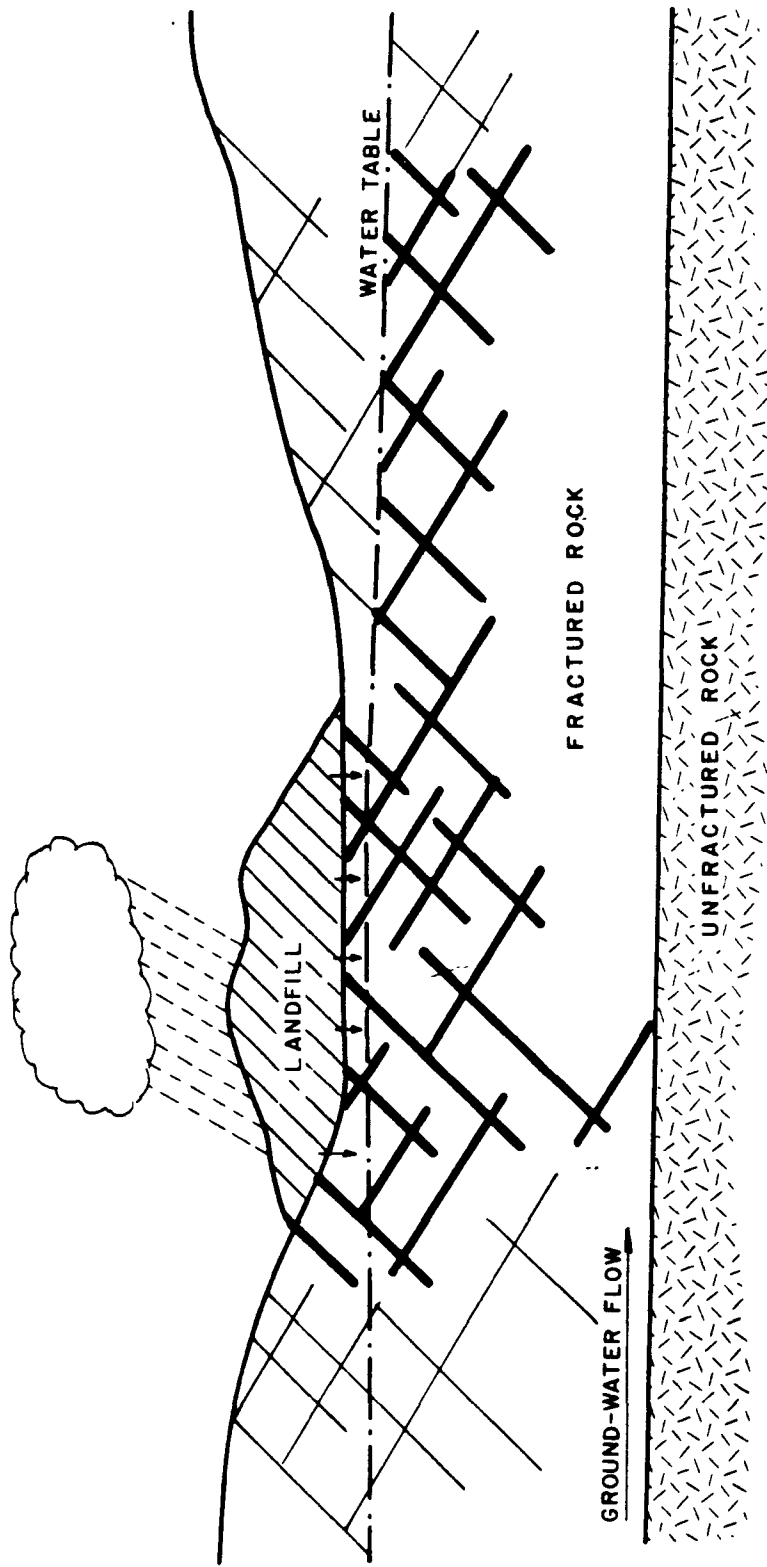 WATER TABLE
LANDFILL
FRACTURED ROCK
GROUND-WATER FLOW
UNFRACTURED ROCK